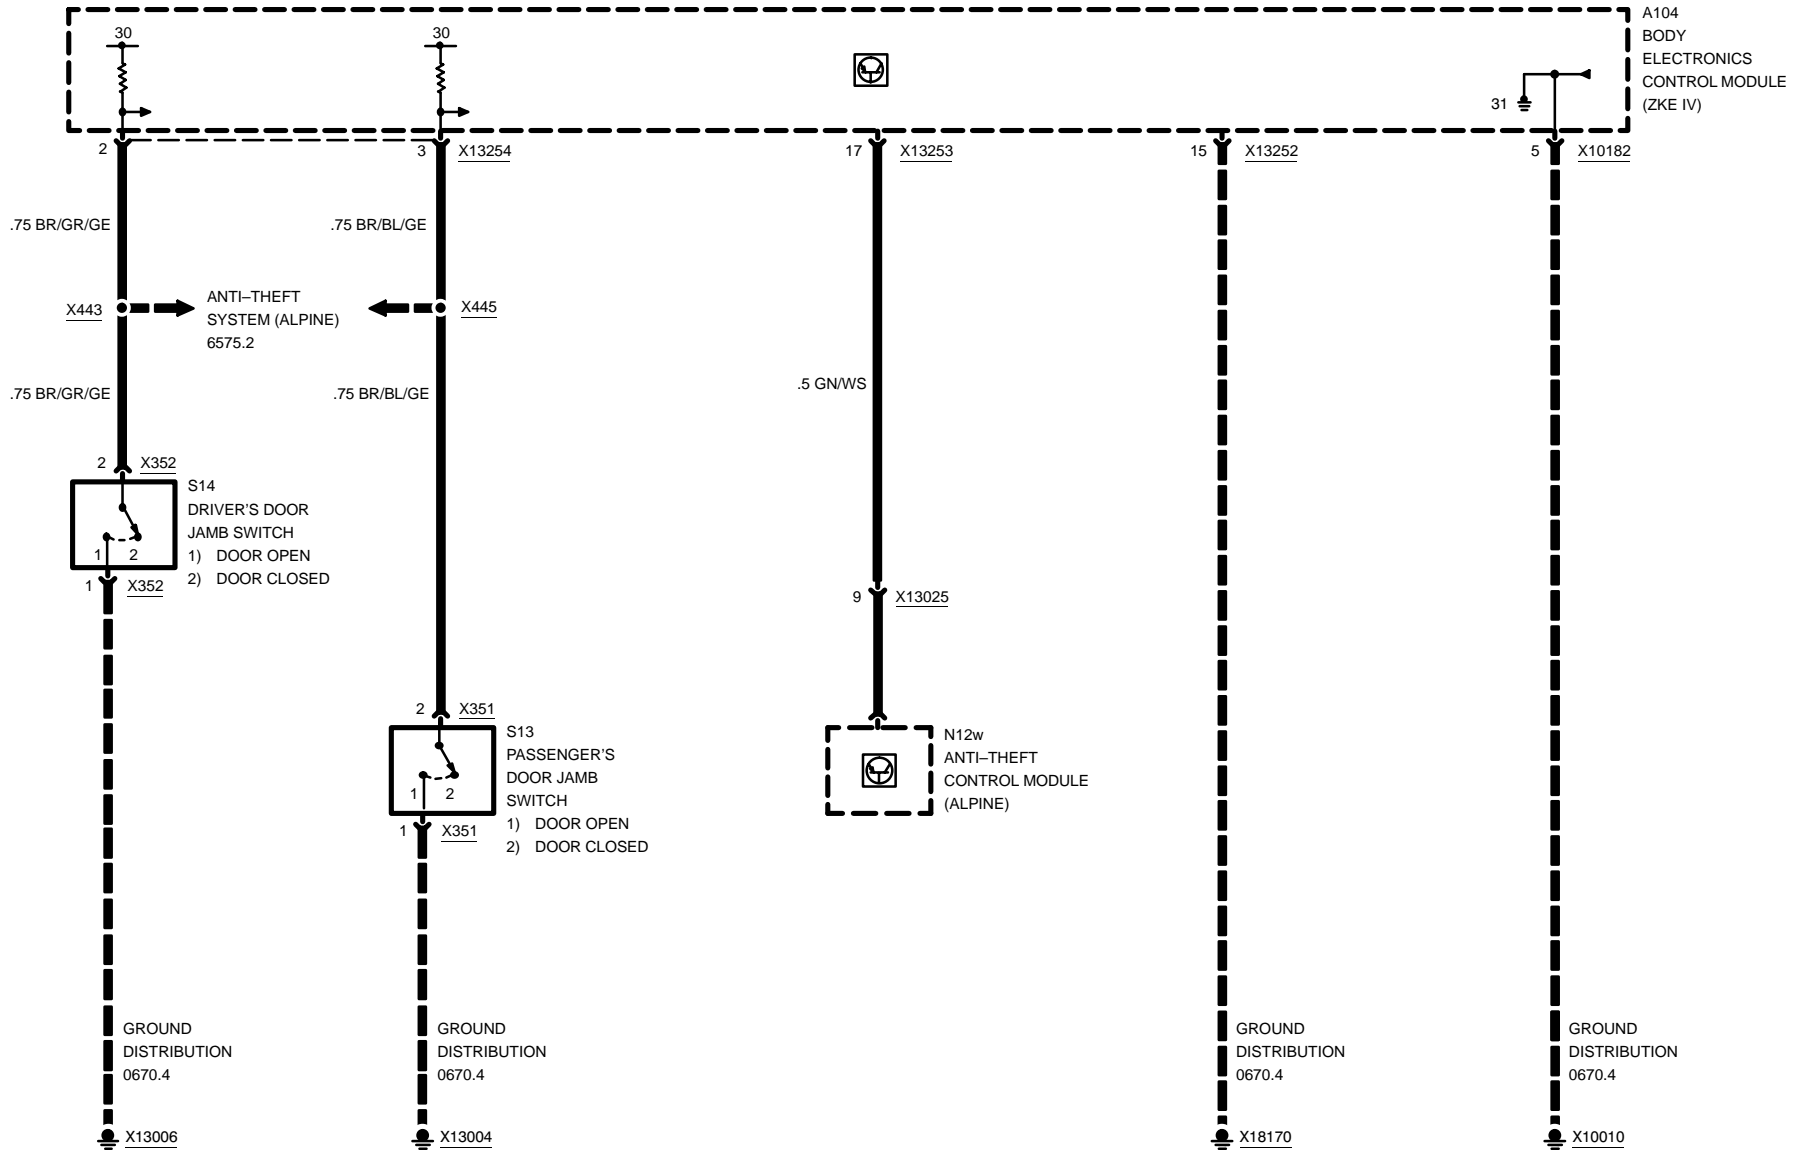 A104
BODY
ELECTRONICS
CONTROL MODULE
(ZKE IV)
30
30
31
2
3
X13254
17
X13253
15
X13252
5
X10182
.75 BR/GR/GE
.75 BR/BL/GE
X443
ANTI–THEFT
SYSTEM (ALPINE)
6575.2
X445
.75 BR/GR/GE
.75 BR/BL/GE
.5 GN/WS
2
X352
S14
DRIVER'S DOOR
JAMB SWITCH
1) DOOR OPEN
2) DOOR CLOSED
1
2
1
X352
9
X13025
2
X351
S13
PASSENGER'S
DOOR JAMB
SWITCH
1) DOOR OPEN
2) DOOR CLOSED
1
2
1
X351
N12w
ANTI–THEFT
CONTROL MODULE
(ALPINE)
GROUND
DISTRIBUTION
0670.4
GROUND
DISTRIBUTION
0670.4
GROUND
DISTRIBUTION
0670.4
GROUND
DISTRIBUTION
0670.4
X13006
X13004
X18170
X10010